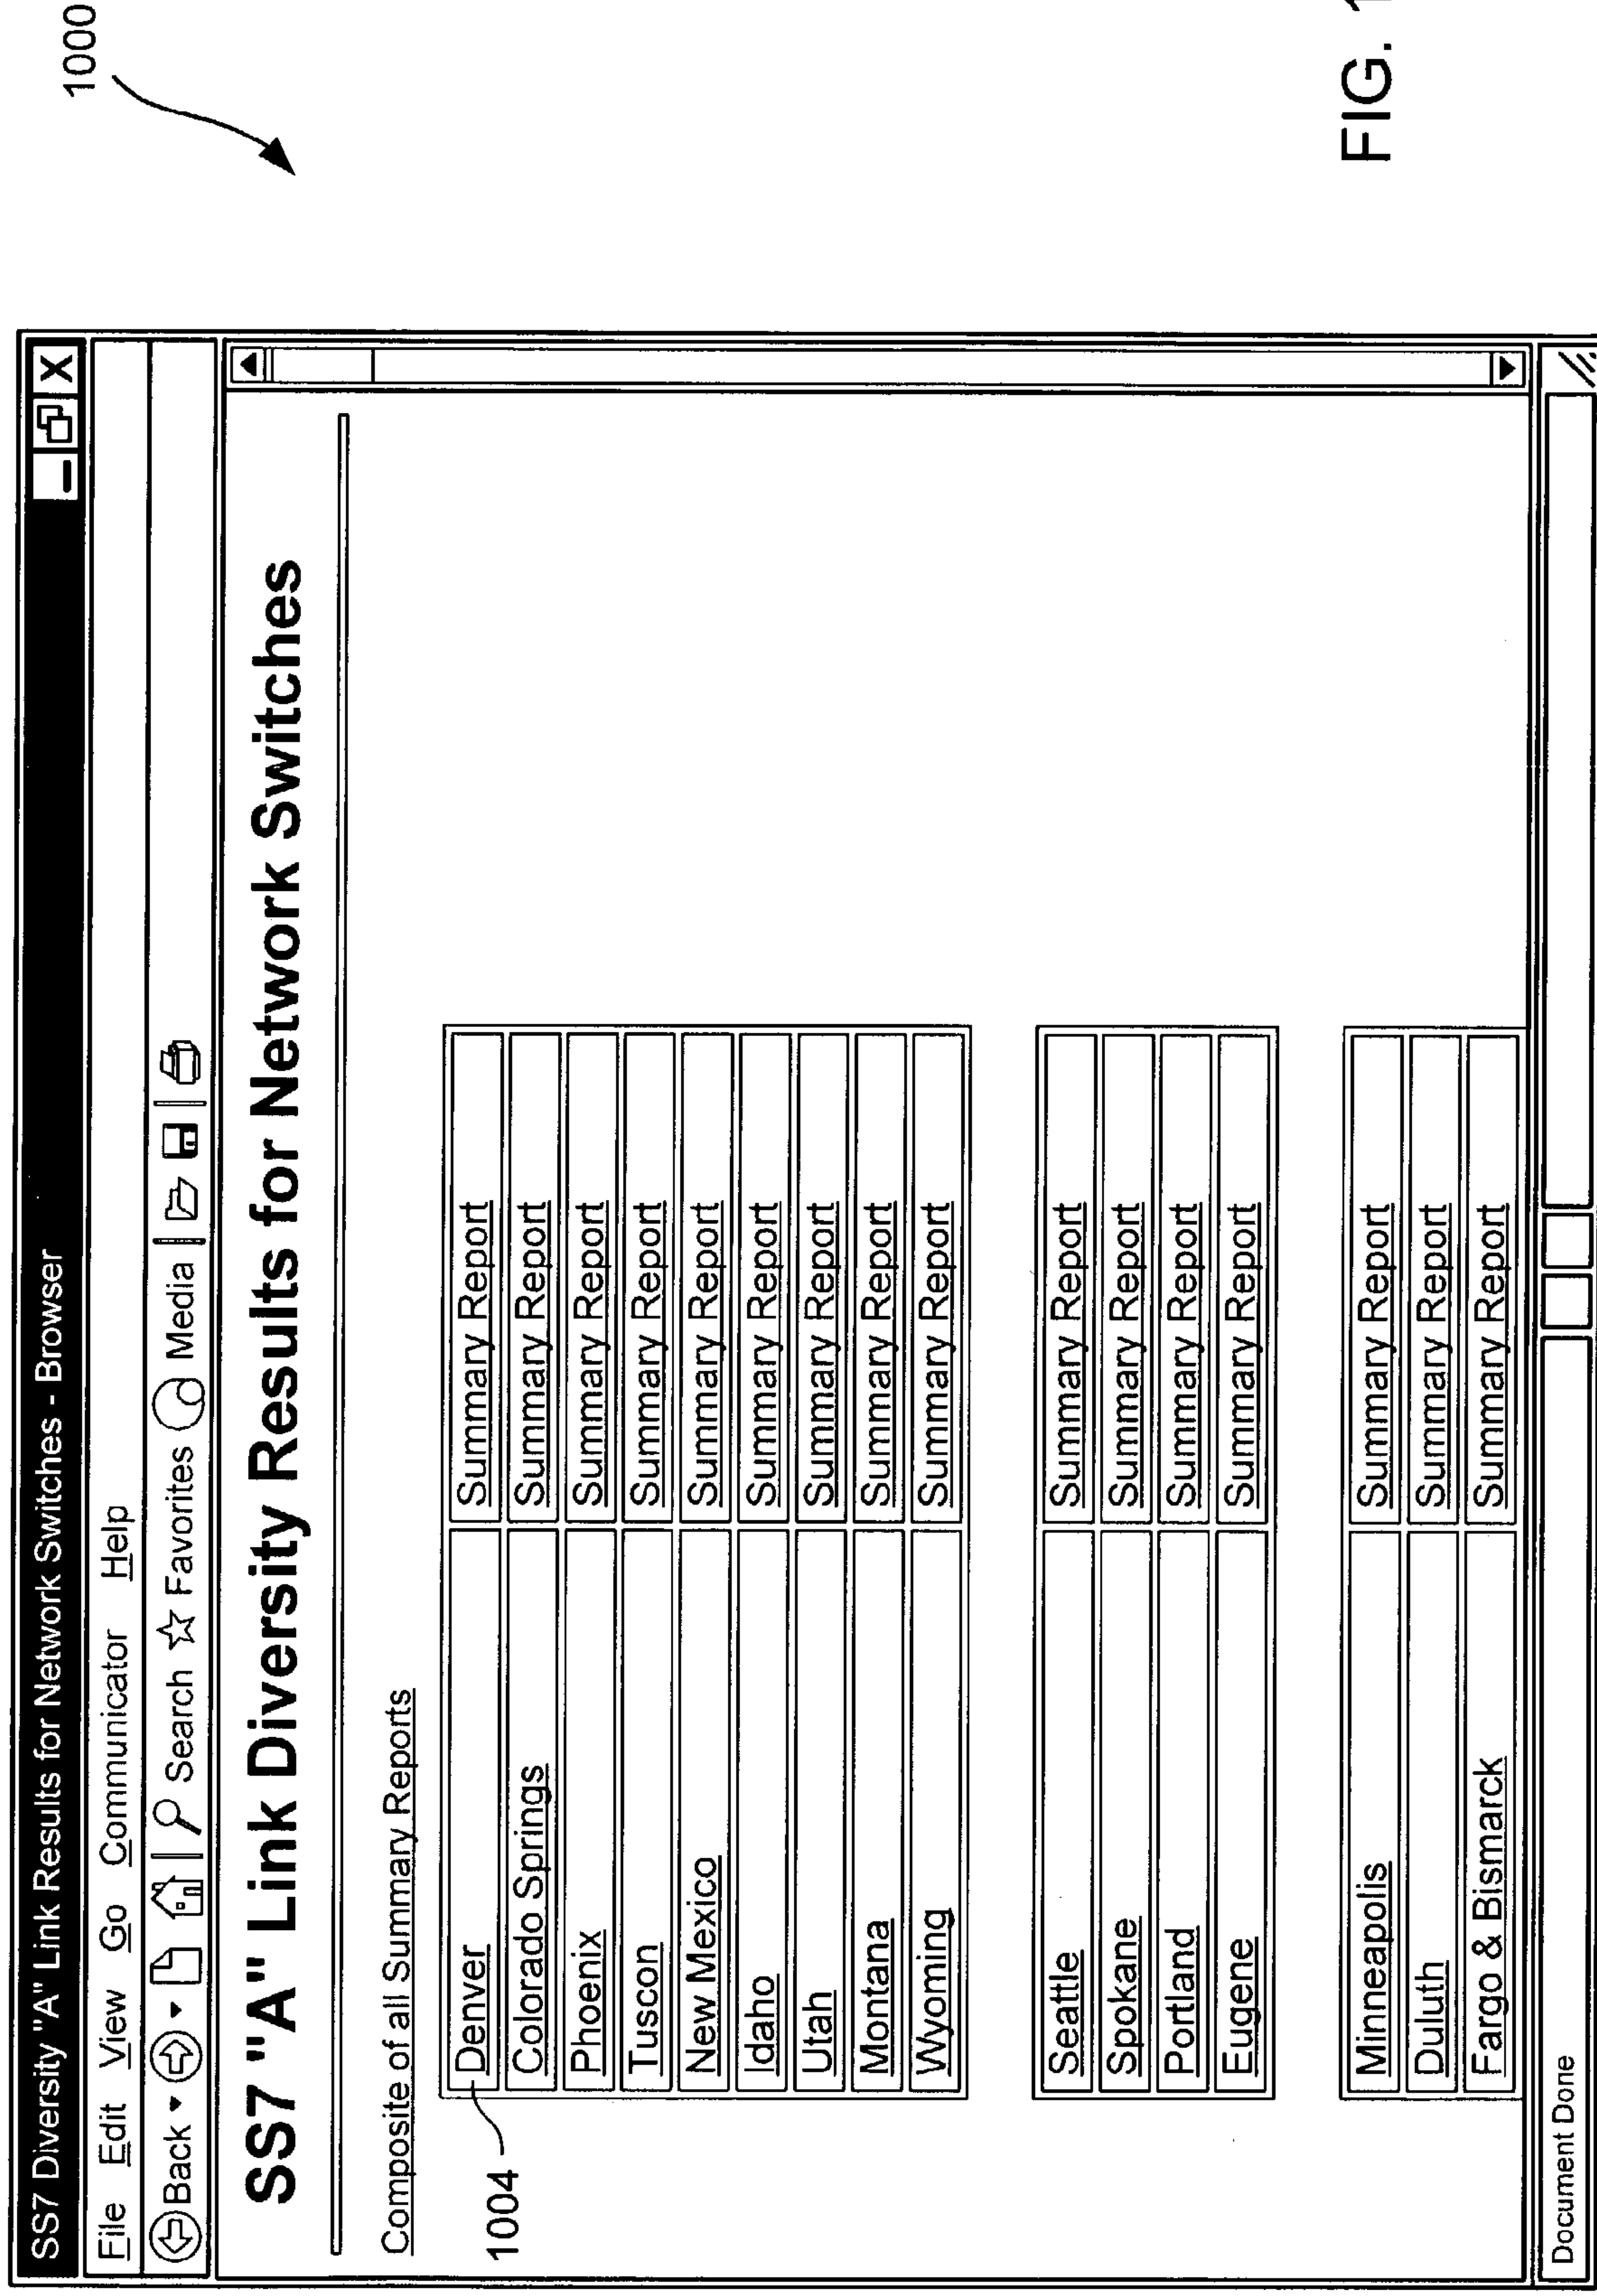 1000
SS7 Diversity "A" Link Results for Network Switches - Browser
File Edit View Go Communicator Help
Back Search Favorites Media
SS7 "A" Link Diversity Results for Network Switches
Composite of all Summary Reports
1004
Denver Summary Report
Colorado Springs Summary Report
Phoenix Summary Report
Tuscon Summary Report
New Mexico Summary Report
Idaho Summary Report
Utah Summary Report
Montana Summary Report
Wyoming Summary Report
Seattle Summary Report
Spokane Summary Report
Portland Summary Report
Eugene Summary Report
Minneapolis Summary Report
Duluth Summary Report
Fargo & Bismarck Summary Report
Document Done
FIG.